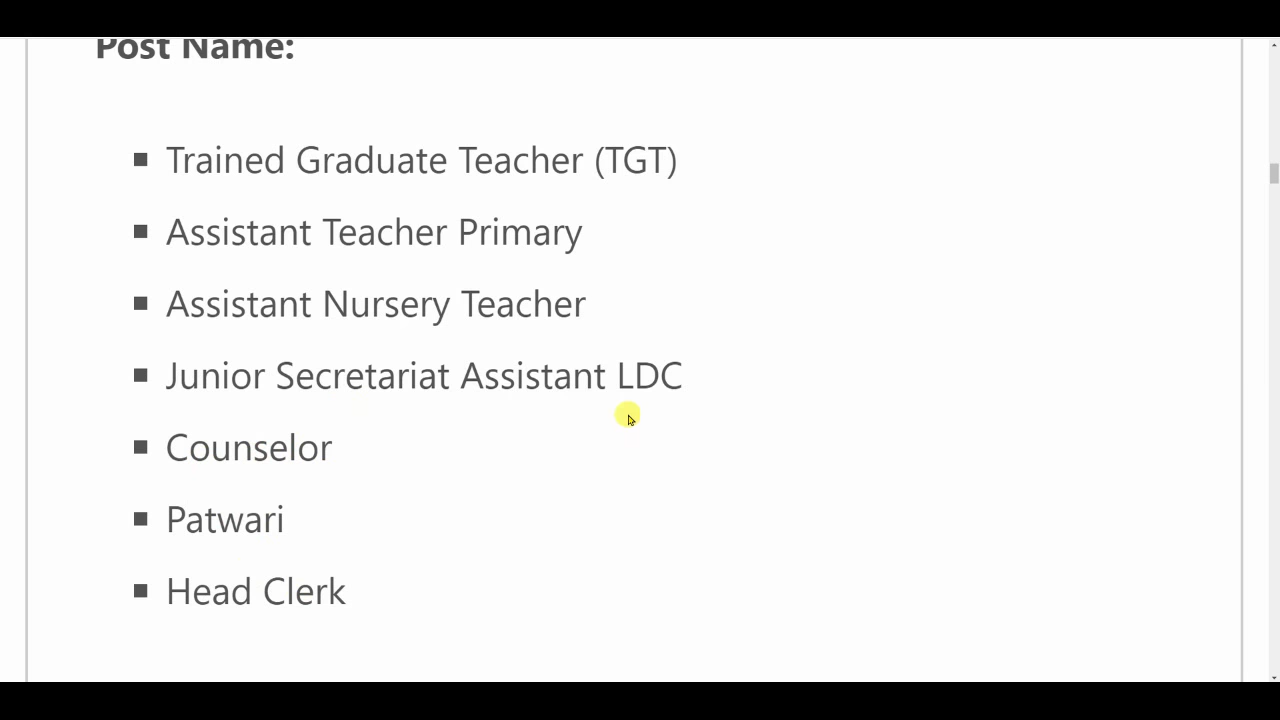 Post Name:
Trained Graduate Teacher (TGT)
Assistant Teacher Primary
Assistant Nursery Teacher
Junior Secretariat Assistant LDC
Counselor
Patwari
Head Clerk